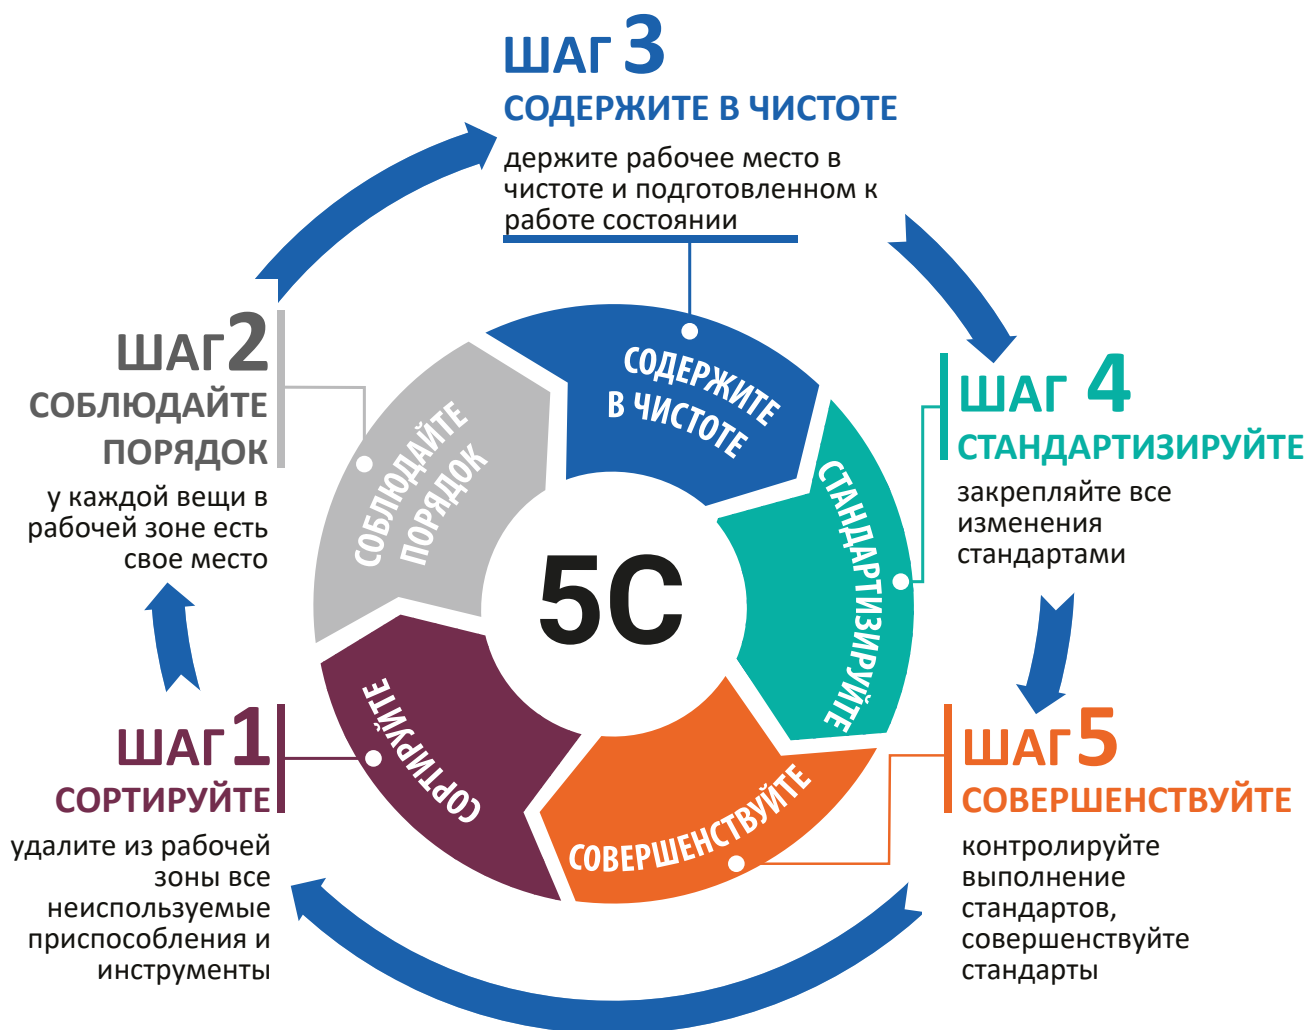 ШАГ 3
СОДЕРЖИТЕ В ЧИСТОТЕ
держите рабочее место в
чистоте и подготовленном к
работе состоянии
ШАГ 2
СОБЛЮДАЙТЕ
ПОРЯДОК
у каждой вещи в
рабочей зоне есть
свое место
ШАГ 4
СТАНДАРТИЗИРУЙТЕ
закрепляйте все
изменения
стандартами
СОДЕРЖИТЕ
В ЧИСТОТЕ
СОБЛЮДАЙТЕ
ПОРЯДОК
СТАНДАРТИЗИРУЙТЕ
5С
СОРТИРУЙТЕ
СОВЕРШЕНСТВУЙТЕ
ШАГ 1
СОРТИРУЙТЕ
удалите из рабочей
зоны все
неиспользуемые
приспособления и
инструменты
ШАГ 5
СОВЕРШЕНСТВУЙТЕ
контролируйте
выполнение
стандартов,
совершенствуйте
стандарты